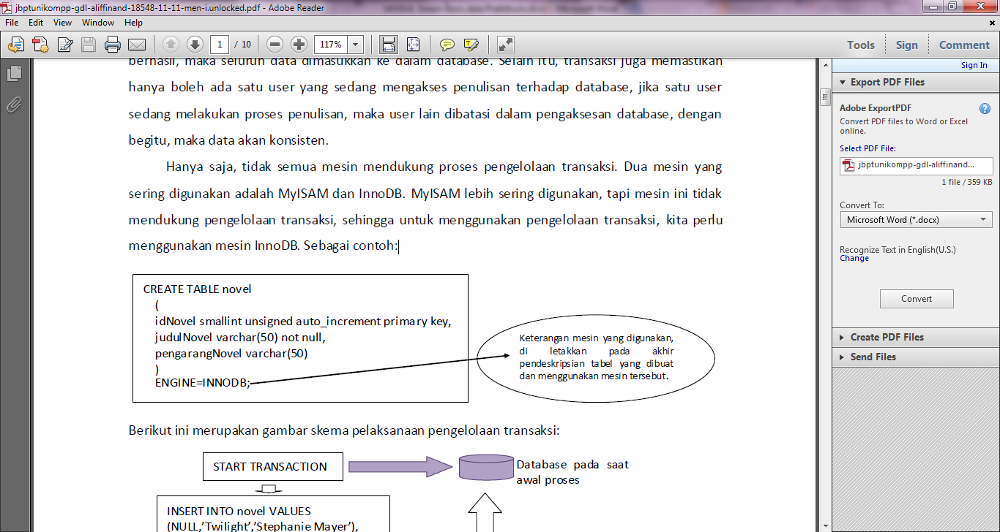 jbptunikompp-gdl-aliffinand-18548-11-11-men-i.unlocked.pdf - Adobe Reader
File Edit View Window Help
1 / 10 117% Tools Sign Comment
Sign In
berhasil, maka seluruh data dimasukkan ke dalam database. Selain itu, transaksi juga memastikan
hanya boleh ada satu user yang sedang mengakses penulisan terhadap database, jika satu user
sedang melakukan proses penulisan, maka user lain dibatasi dalam pengaksesan database, dengan
begitu, maka data akan konsisten.
Hanya saja, tidak semua mesin mendukung proses pengelolaan transaksi. Dua mesin yang
sering digunakan adalah MyISAM dan InnoDB. MyISAM lebih sering digunakan, tapi mesin ini tidak
mendukung pengelolaan transaksi, sehingga untuk menggunakan pengelolaan transaksi, kita perlu
menggunakan mesin InnoDB. Sebagai contoh:
CREATE TABLE novel
(
idNovel smallint unsigned auto_increment primary key,
judulNovel varchar(50) not null,
pengarangNovel varchar(50)
)
ENGINE=INNODB;
Keterangan mesin yang digunakan,
di letakkan pada akhir
pendeskripsian tabel yang dibuat
dan menggunakan mesin tersebut.
Berikut ini merupakan gambar skema pelaksanaan pengelolaan transaksi:
START TRANSACTION
Database pada saat
awal proses
INSERT INTO novel VALUES
(NULL,’Twilight’,’Stephanie Mayer’),
Export PDF Files
Adobe ExportPDF
Convert PDF files to Word or Excel
online.
Select PDF File:
jbptunikompp-gdl-aliffinand...
1 file / 359 KB
Convert To:
Microsoft Word (*.docx)
Recognize Text in English(U.S.)
Change
Convert
Create PDF Files
Send Files